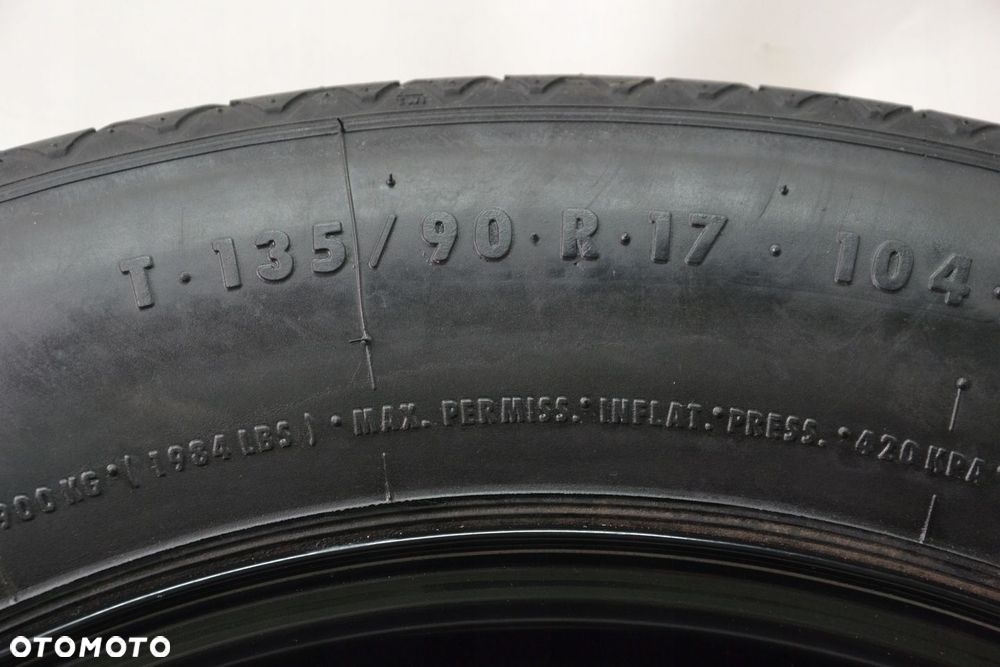 T·135/90·R·17·104·
900 KG·(1984 LBS)·MAX. PERMISS.·INFLAT.·PRESS.·420 KPA
OTOMOTO